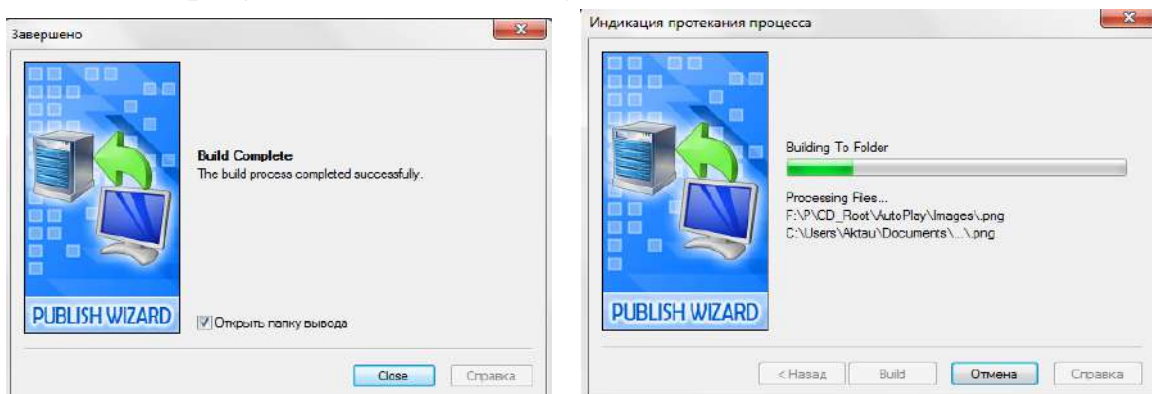 Завершено
Build Complete
The build process completed successfully.
PUBLISH WIZARD
Открыть папку вывода
Close
Справка
Индикация протекания процесса
Building To Folder
Processing Files...
F:\P\CD_Root\AutoPlay\Images\.png
C:\Users\Aktau\Documents\...\.png
PUBLISH WIZARD
< Назад
Build
Отмена
Справка